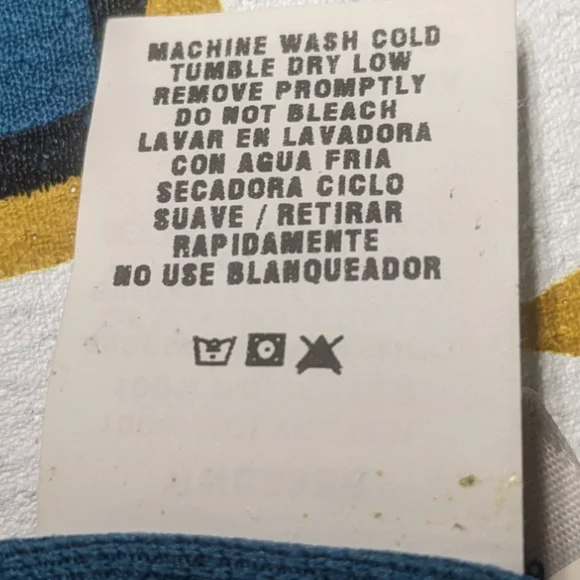 MACHINE WASH COLD
TUMBLE DRY LOW
REMOVE PROMPTLY
DO NOT BLEACH
LAVAR EN LAVADORA
CON AGUA FRIA
SECADORA CICLO
SUAVE / RETIRAR
RAPIDAMENTE
NO USE BLANQUEADOR